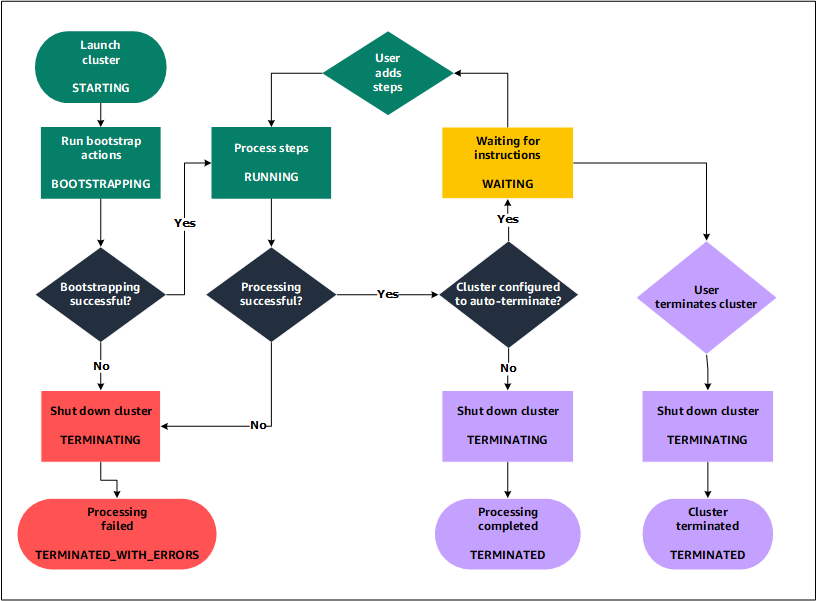 Launch
cluster
STARTING
User
adds
steps
Run bootstrap
actions
BOOTSTRAPPING
Process steps
RUNNING
Waiting for
instructions
WAITING
Yes
Yes
Bootstrapping
successful?
Processing
successful?
Yes
Cluster configured
to auto-terminate?
User
terminates cluster
No
No
Shut down cluster
TERMINATING
No
Shut down cluster
TERMINATING
Shut down cluster
TERMINATING
Processing
failed
TERMINATED_WITH_ERRORS
Processing
completed
TERMINATED
Cluster
terminated
TERMINATED